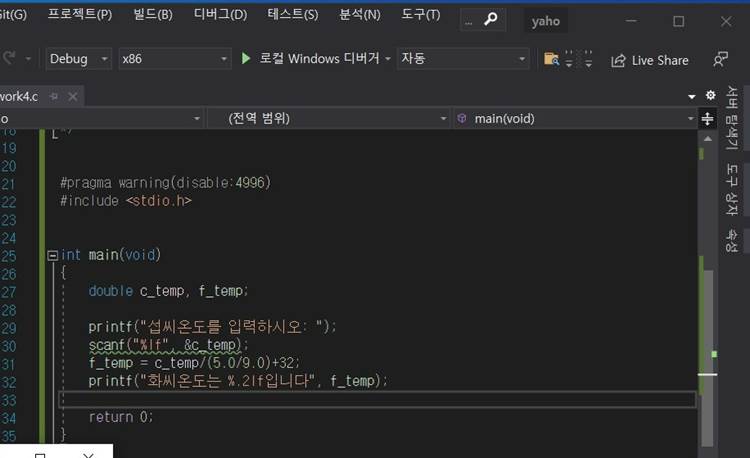 Git(G) 프로젝트(P) 빌드(B) 디버그(D) 테스트(S) 분석(N) 도구(T) ... yaho
Debug x86 로컬 Windows 디버거 자동 Live Share
work4.c
(전역 범위) main(void)
서버 탐색기
도구 상자
속성
18 */
19
20
21 #pragma warning(disable:4996)
22 #include <stdio.h>
23
24
25 int main(void)
26 {
27 double c_temp, f_temp;
28
29 printf("섭씨온도를 입력하시오: ");
30 scanf("%lf", &c_temp);
31 f_temp = c_temp/(5.0/9.0)+32;
32 printf("화씨온도는 %.2lf입니다", f_temp);
33
34 return 0;
35 }